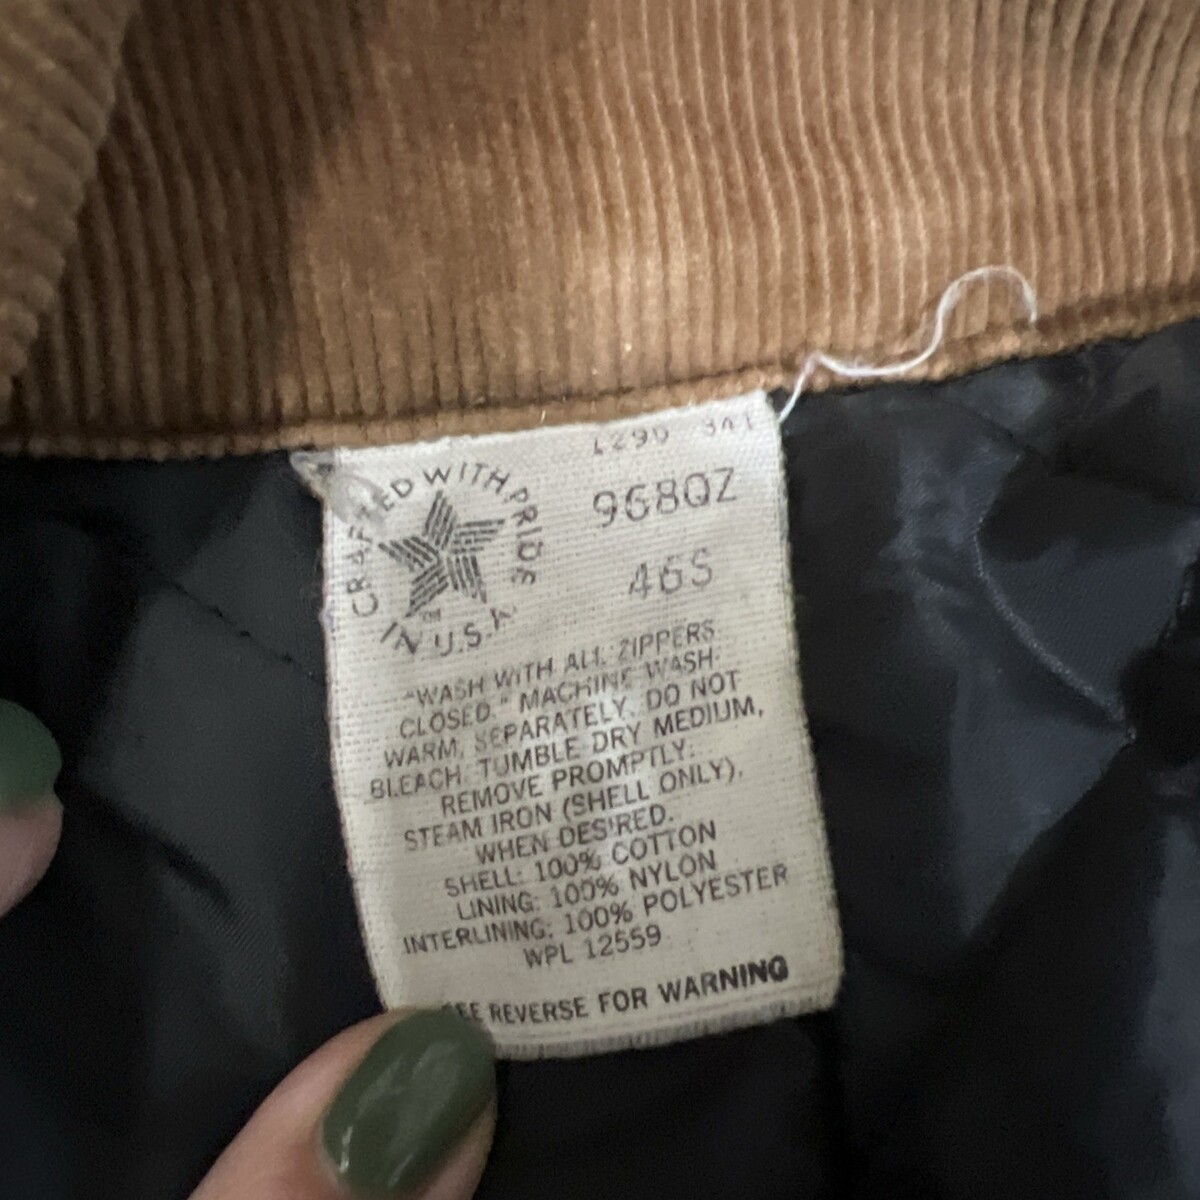 1290 341
968QZ
46S
CRAFTED WITH PRIDE
IN U.S.A.
TM
"WASH WITH ALL ZIPPERS
CLOSED." MACHINE WASH.
WARM, SEPARATELY. DO NOT
BLEACH. TUMBLE DRY MEDIUM,
REMOVE PROMPTLY.
STEAM IRON (SHELL ONLY),
WHEN DESIRED.
SHELL: 100% COTTON
LINING: 100% NYLON
INTERLINING: 100% POLYESTER
WPL 12559
SEE REVERSE FOR WARNING